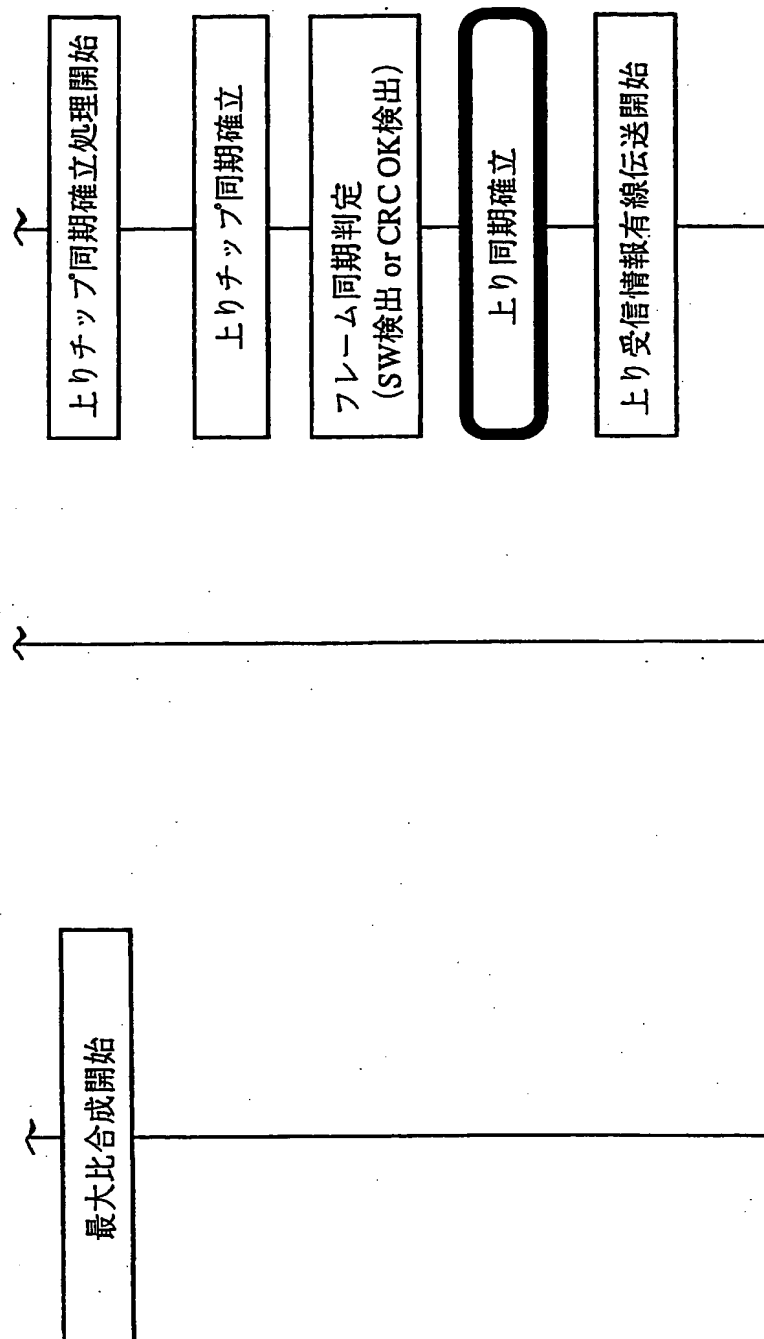 上りチップ同期確立処理開始
上りチップ同期確立
フレーム同期判定
(SW検出 or CRC OK検出)
上り同期確立
上り受信情報有線伝送開始
最大比合成開始